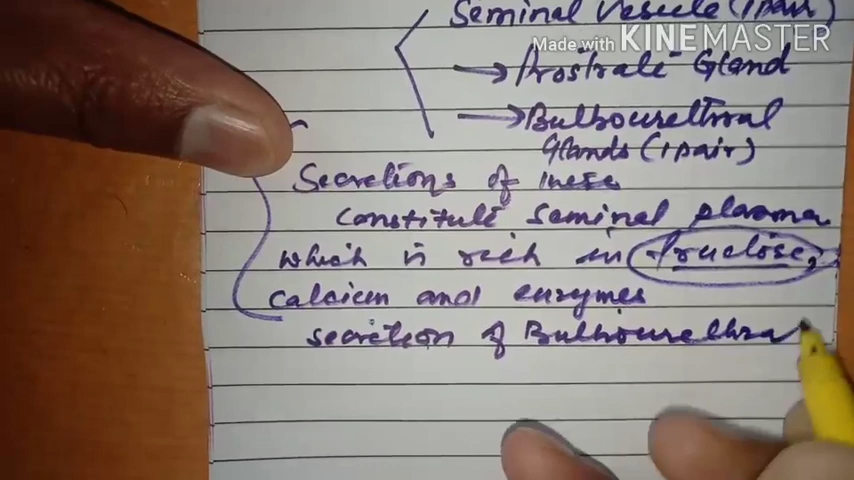 Seminal Vesicle (1pair)
Made with KINEMASTER
→ Prostrate Gland
→ Bulbourethral
Glands (1pair)
Secretions of these
constitute seminal plasma
which is rich in fructose,
calcium and enzymes
secretion of Bulbourethra